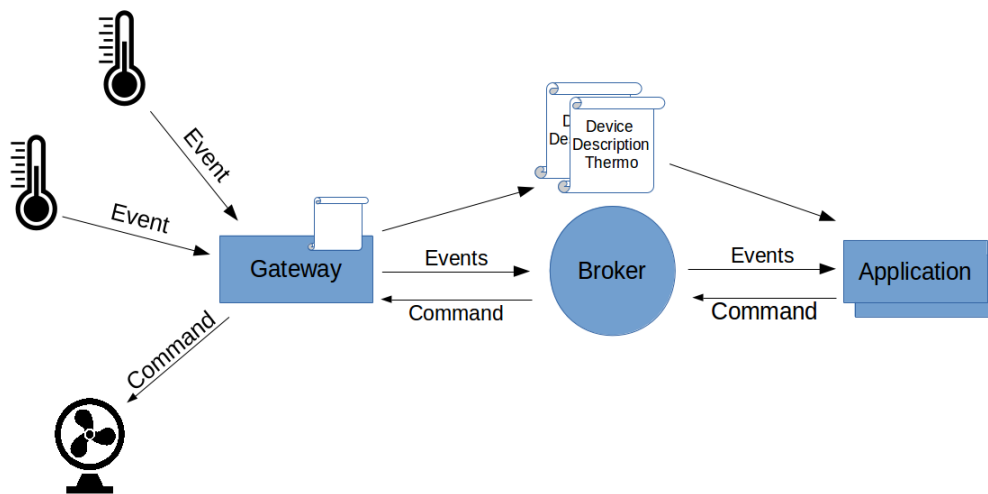 Event
Event
Device
Description
Thermo
Gateway
Events
Command
Broker
Events
Command
Application
Command